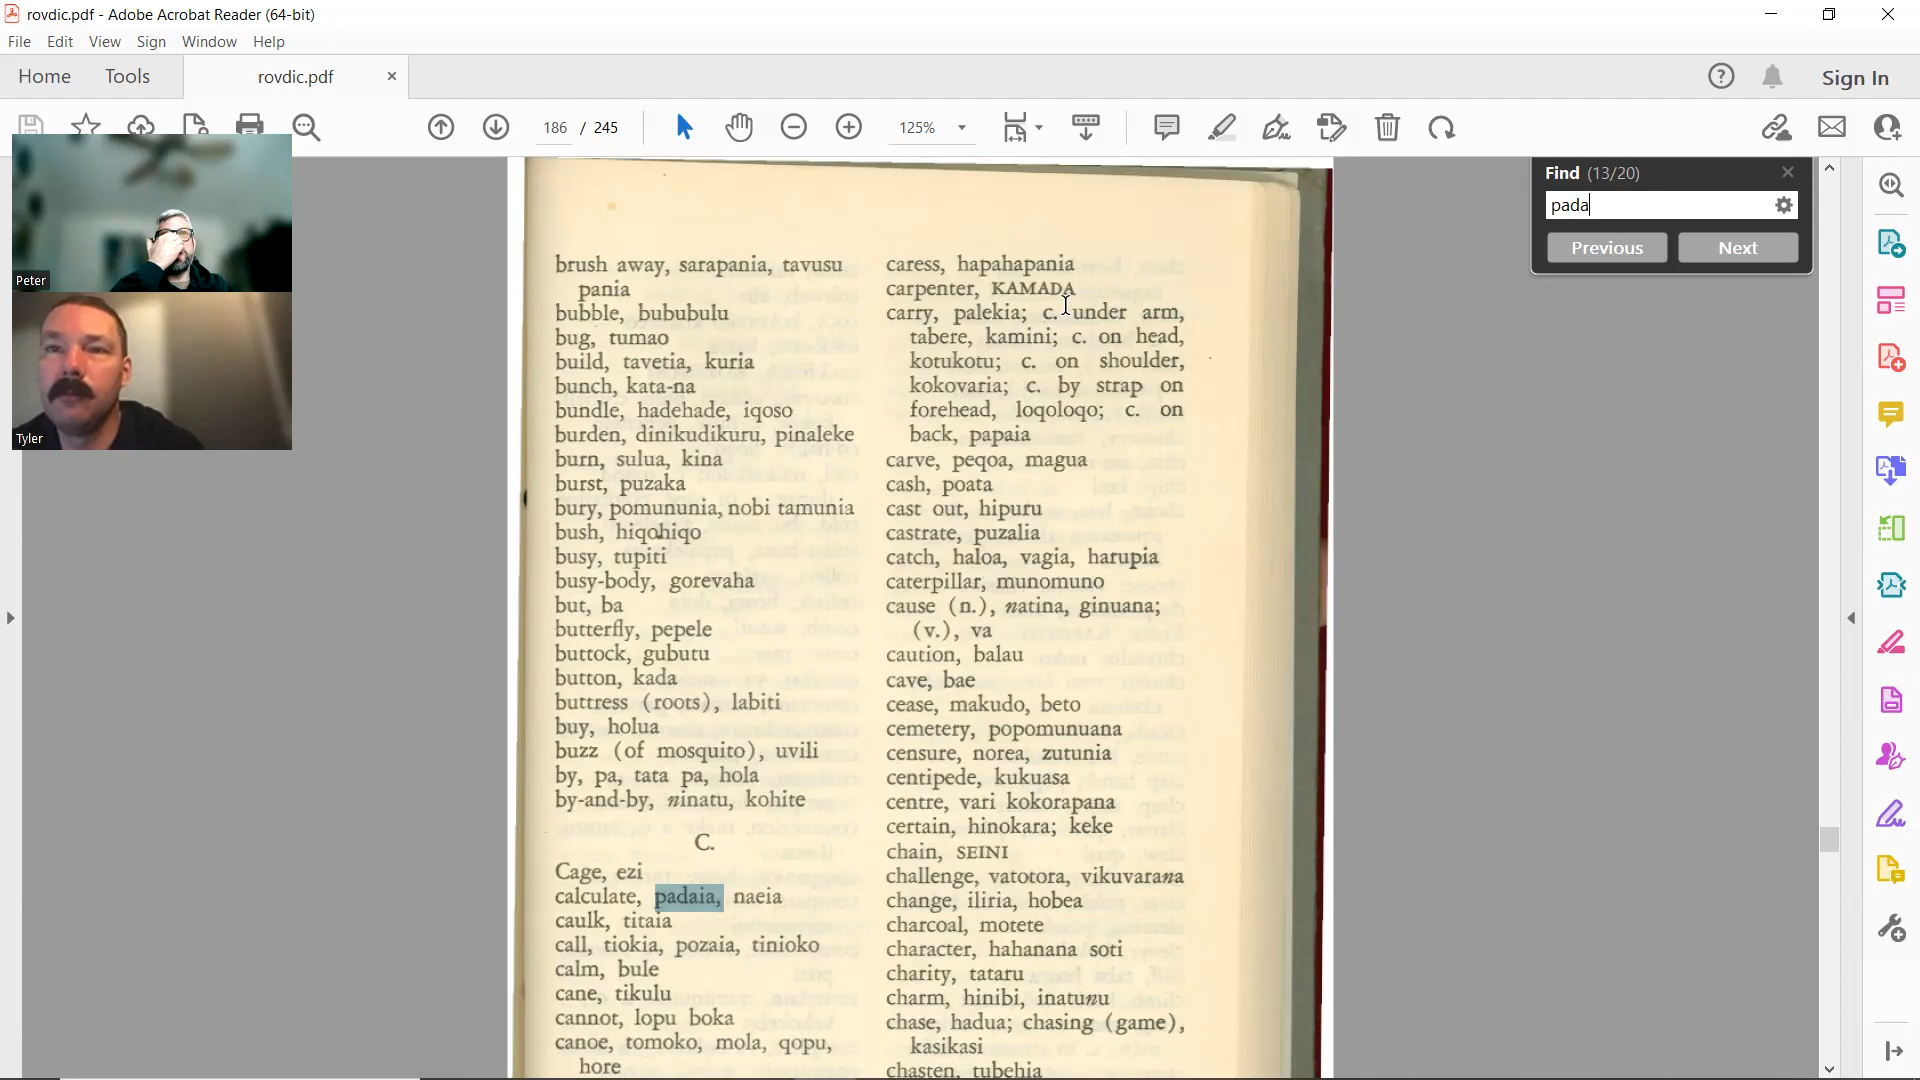 rovdic.pdf - Adobe Acrobat Reader (64-bit)
File Edit View Sign Window Help
Home Tools rovdic.pdf Sign In
186 / 245 125%
Find (13/20)
pada
Previous Next
Peter
Tyler
brush away, sarapania, tavusu
pania
bubble, bububulu
bug, tumao
build, tavetia, kuria
bunch, kata-na
bundle, hadehade, iqoso
burden, dinikudikuru, pinaleke
burn, sulua, kina
burst, puzaka
bury, pomununia, nobi tamunia
bush, hiqohiqo
busy, tupiti
busy-body, gorevaha
but, ba
butterfly, pepele
buttock, gubutu
button, kada
buttress (roots), labiti
buy, holua
buzz (of mosquito), uvili
by, pa, tata pa, hola
by-and-by, ninatu, kohite
C.
Cage, ezi
calculate, padaia, naeia
caulk, titaia
call, tiokia, pozaia, tinioko
calm, bule
cane, tikulu
cannot, lopu boka
canoe, tomoko, mola, qopu,
hore
caress, hapahapania
carpenter, KAMADA
carry, palekia; c. under arm,
tabere, kamini; c. on head,
kotukotu; c. on shoulder,
kokovaria; c. by strap on
forehead, loqoloqo; c. on
back, papaia
carve, peqoa, magua
cash, poata
cast out, hipuru
castrate, puzalia
catch, haloa, vagia, harupia
caterpillar, munomuno
cause (n.), natina, ginuana;
(v.), va
caution, balau
cave, bae
cease, makudo, beto
cemetery, popomunuana
censure, norea, zutunia
centipede, kukuasa
centre, vari kokorapana
certain, hinokara; keke
chain, SEINI
challenge, vatotora, vikuvarana
change, iliria, hobea
charcoal, motete
character, hahanana soti
charity, tataru
charm, hinibi, inatunu
chase, hadua; chasing (game),
kasikasi
chasten, tubehia